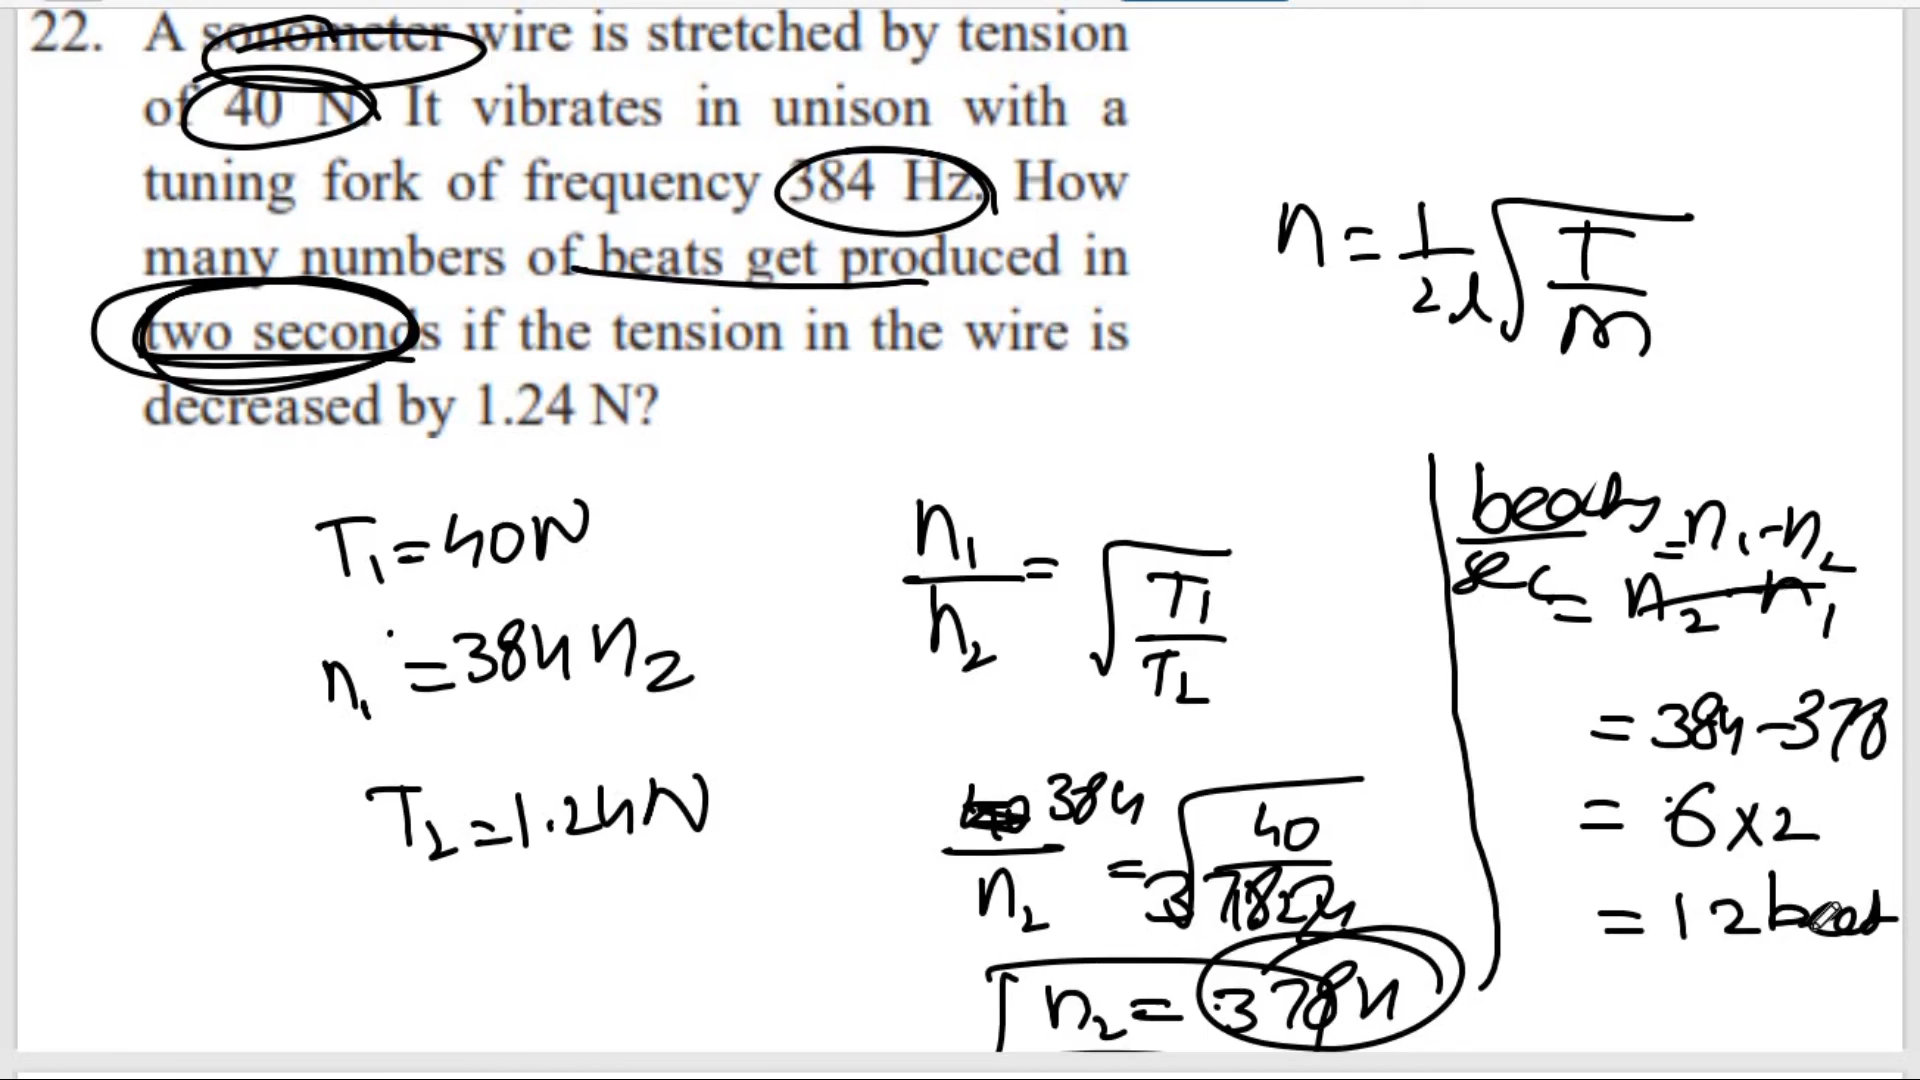 22. A sonometer wire is stretched by tension
of 40 N. It vibrates in unison with a
tuning fork of frequency 384 Hz. How
many numbers of beats get produced in
two seconds if the tension in the wire is
decreased by 1.24 N?
n = 1/2l √T/m
T1 = 40N
n1 = 384 Hz
T2 = 1.24N
n1/n2 = √T1/T2
384/n2 = √40/
n2 = 378
beats/sec = n1 - n2
= n2 - n1
= 384 - 378
= 6 x 2
= 12 beat